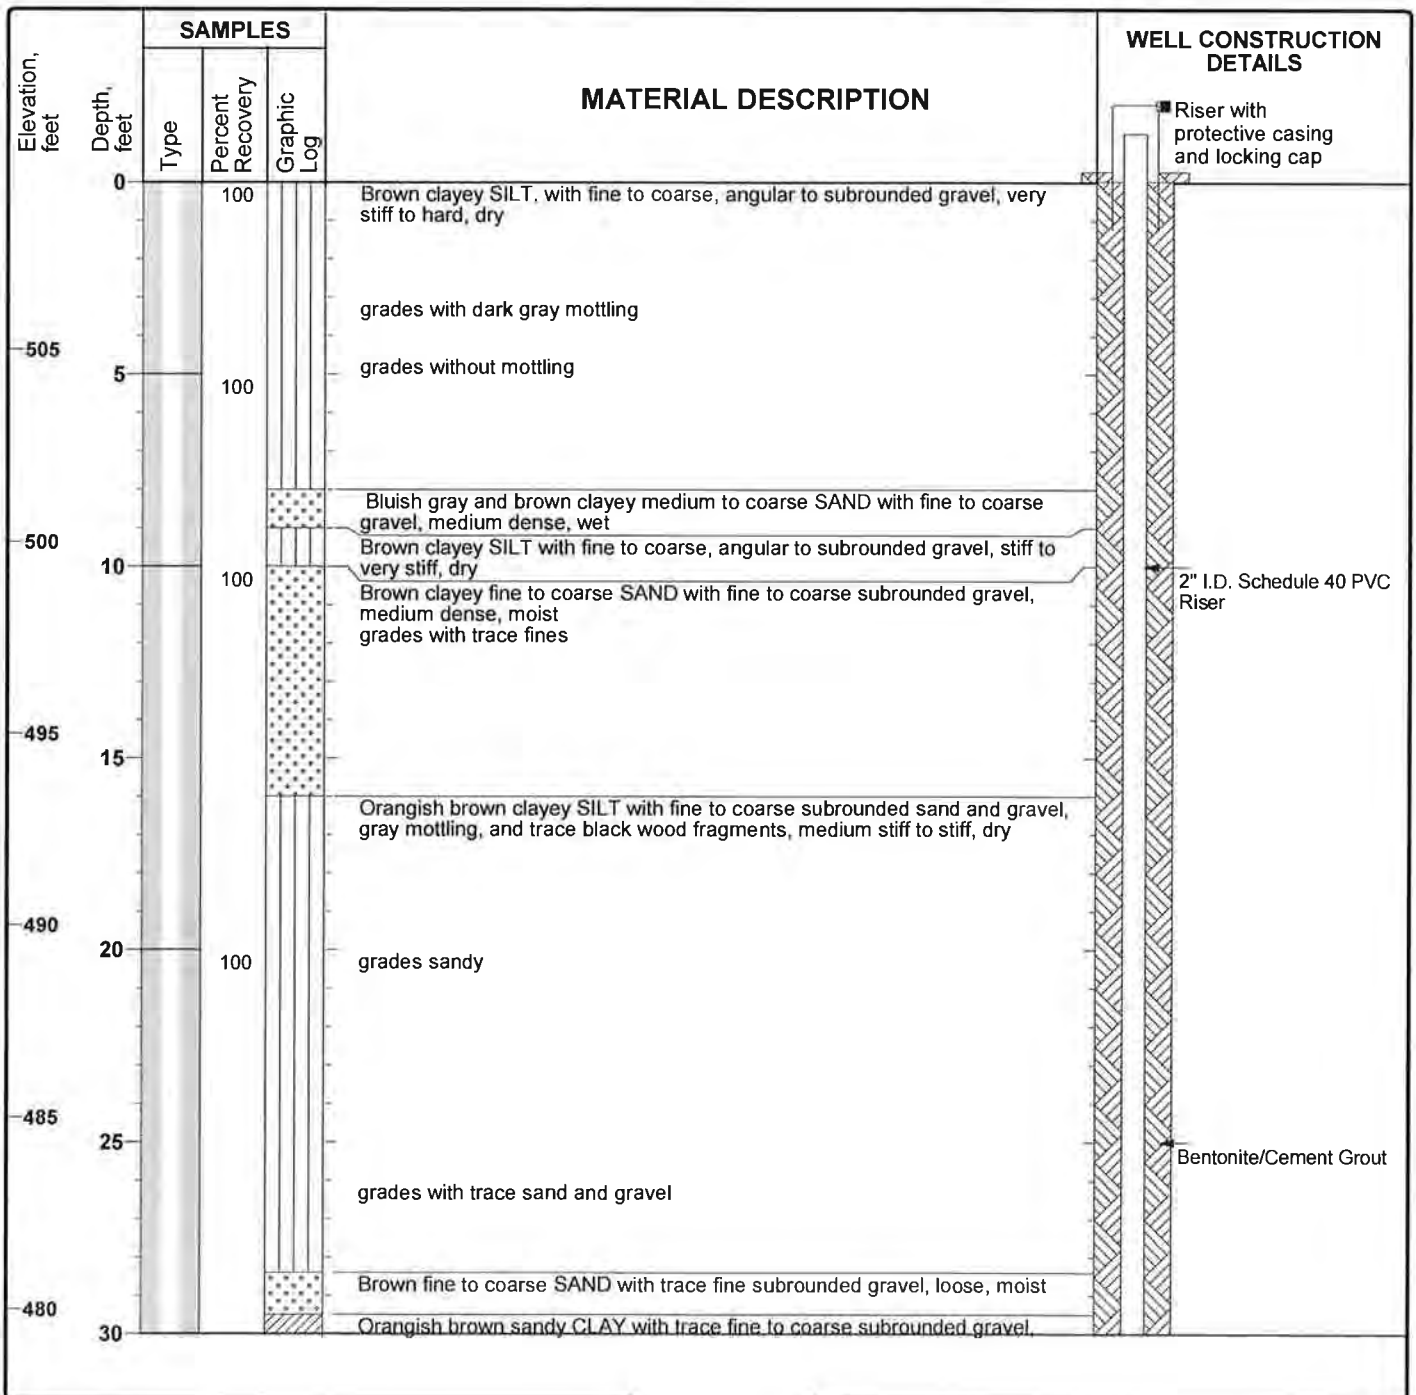 SAMPLES
WELL CONSTRUCTION
DETAILS
Elevation,
feet
Depth,
feet
Type
Percent
Recovery
Graphic
Log
MATERIAL DESCRIPTION
Riser with
protective casing
and locking cap
0
100
Brown clayey SILT, with fine to coarse, angular to subrounded gravel, very
stiff to hard, dry
grades with dark gray mottling
505
grades without mottling
5
100
Bluish gray and brown clayey medium to coarse SAND with fine to coarse
gravel, medium dense, wet
500
Brown clayey SILT with fine to coarse, angular to subrounded gravel, stiff to
very stiff, dry
10
100
2" I.D. Schedule 40 PVC
Riser
Brown clayey fine to coarse SAND with fine to coarse subrounded gravel,
medium dense, moist
grades with trace fines
495
15
Orangish brown clayey SILT with fine to coarse subrounded sand and gravel,
gray mottling, and trace black wood fragments, medium stiff to stiff, dry
490
20
100
grades sandy
485
25
Bentonite/Cement Grout
grades with trace sand and gravel
Brown fine to coarse SAND with trace fine subrounded gravel, loose, moist
480
30
Orangish brown sandy CLAY with trace fine to coarse subrounded gravel,